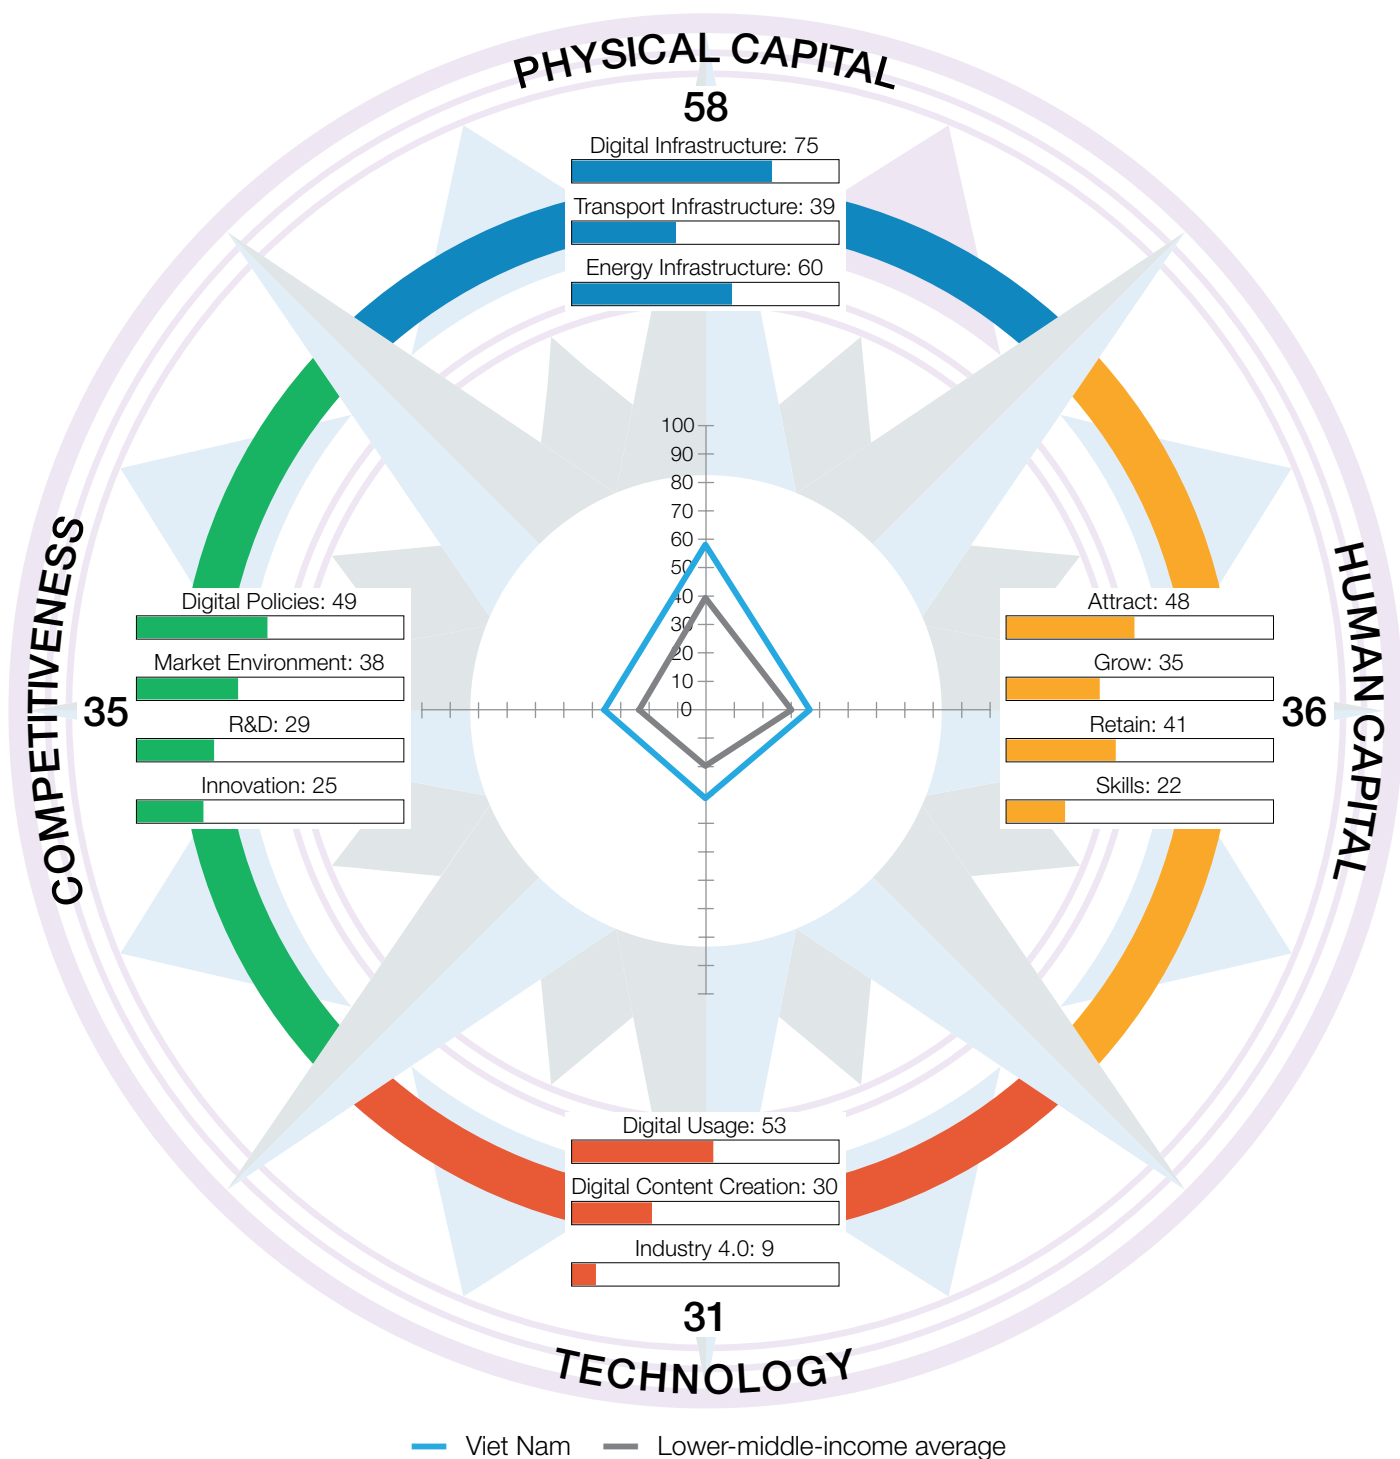 PHYSICAL CAPITAL
58
Digital Infrastructure: 75
Transport Infrastructure: 39
Energy Infrastructure: 60
100
90
80
70
60
50
40
30
20
10
0
COMPETITIVENESS
35
Digital Policies: 49
Market Environment: 38
R&D: 29
Innovation: 25
HUMAN CAPITAL
36
Attract: 48
Grow: 35
Retain: 41
Skills: 22
Digital Usage: 53
Digital Content Creation: 30
Industry 4.0: 9
31
TECHNOLOGY
Viet Nam
Lower-middle-income average